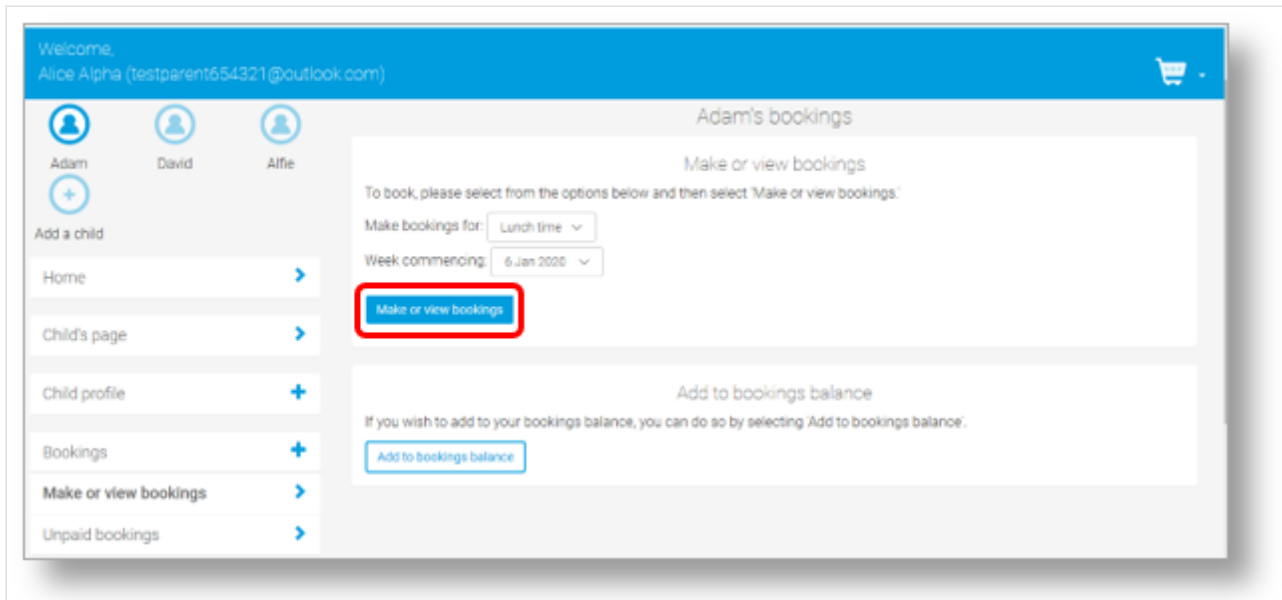 Welcome,
Alice Alpha (testparent654321@outlook.com)
Adam
David
Alfie
Add a child
Home
Child's page
Child profile
Bookings
Make or view bookings
Unpaid bookings
Adam's bookings
Make or view bookings
To book, please select from the options below and then select 'Make or view bookings.'
Make bookings for: Lunch time
Week commencing: 6 Jan 2020
Make or view bookings
Add to bookings balance
If you wish to add to your bookings balance, you can do so by selecting 'Add to bookings balance'.
Add to bookings balance